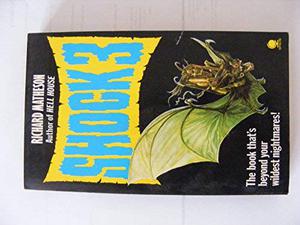 RICHARD MATHESON
Author of HELL HOUSE
SHOCK 3
The book that's
beyond your
wildest nightmares!